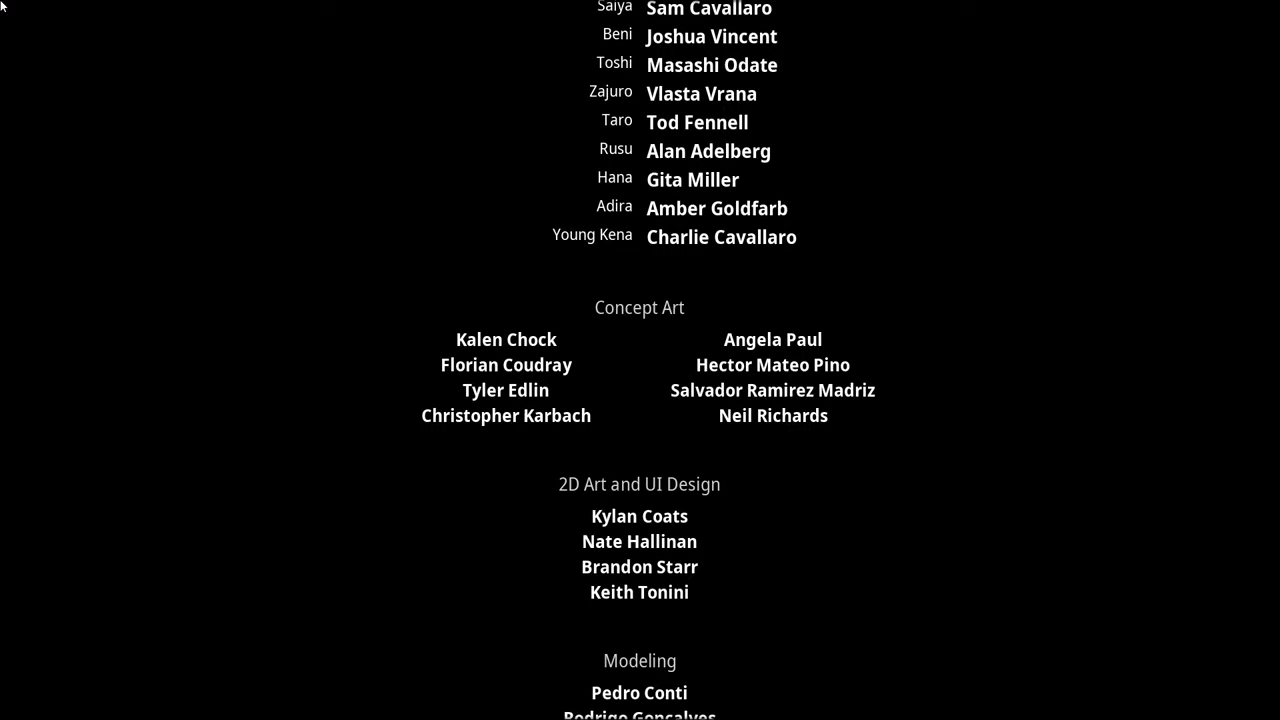 Saiya Sam Cavallaro
Beni Joshua Vincent
Toshi Masashi Odate
Zajuro Vlasta Vrana
Taro Tod Fennell
Rusu Alan Adelberg
Hana Gita Miller
Adira Amber Goldfarb
Young Kena Charlie Cavallaro
Concept Art
Kalen Chock Angela Paul
Florian Coudray Hector Mateo Pino
Tyler Edlin Salvador Ramirez Madriz
Christopher Karbach Neil Richards
2D Art and UI Design
Kylan Coats
Nate Hallinan
Brandon Starr
Keith Tonini
Modeling
Pedro Conti
Rodrigo Gonçalves